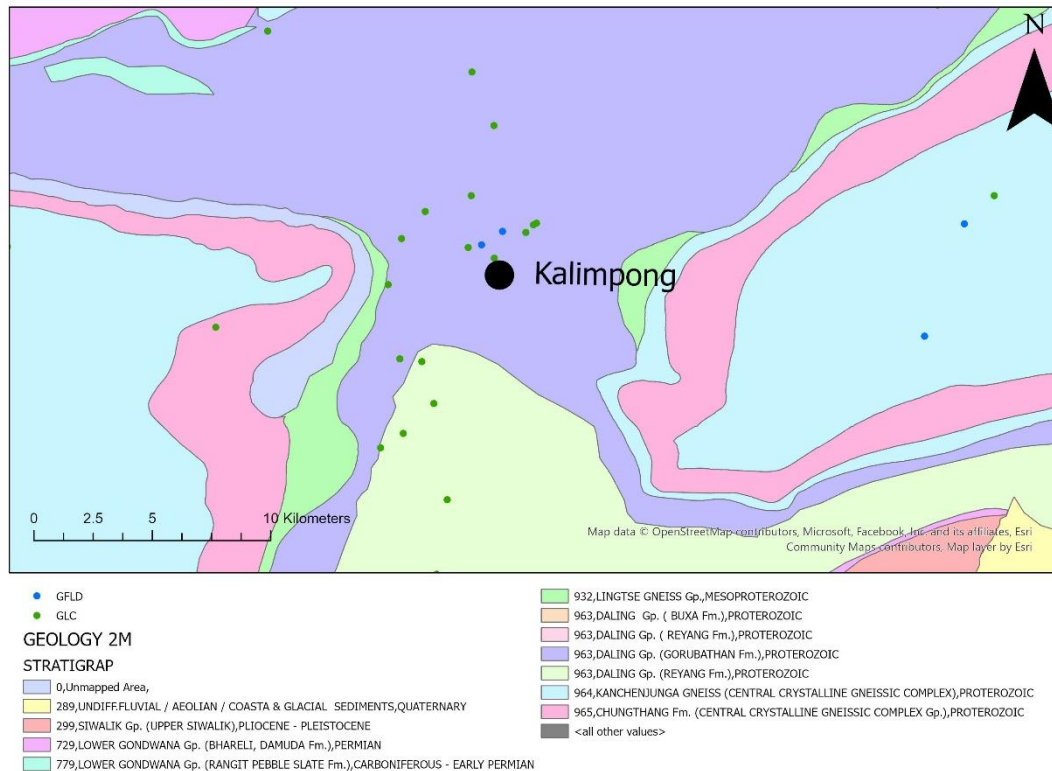 N
Kalimpong
0 2.5 5 10 Kilometers
Map data © OpenStreetMap contributors, Microsoft, Facebook, Inc. and its affiliates, Esri
Community Maps contributors, Map layer by Esri
GFLD
GLC
GEOLOGY 2M
STRATIGRAP
0,Unmapped Area,
289,UNDIFF.FLUVIAL / AEOLIAN / COASTA & GLACIAL SEDIMENTS,QUATERNARY
299,SIWALIK Gp. (UPPER SIWALIK),PLIOCENE - PLEISTOCENE
729,LOWER GONDWANA Gp. (BHARELI, DAMUDA Fm.),PERMIAN
779,LOWER GONDWANA Gp. (RANGIT PEBBLE SLATE Fm.),CARBONIFEROUS - EARLY PERMIAN
932,LINGTSE GNEISS Gp.,MESOPROTEROZOIC
963,DALING Gp. ( BUXA Fm.),PROTEROZOIC
963,DALING Gp. ( REYANG Fm.),PROTEROZOIC
963,DALING Gp. (GORUBATHAN Fm.),PROTEROZOIC
963,DALING Gp. (REYANG Fm.),PROTEROZOIC
964,KANCHENJUNGA GNEISS (CENTRAL CRYSTALLINE GNEISSIC COMPLEX),PROTEROZOIC
965,CHUNGTHANG Fm. (CENTRAL CRYSTALLINE GNEISSIC COMPLEX Gp.),PROTEROZOIC
<all other values>